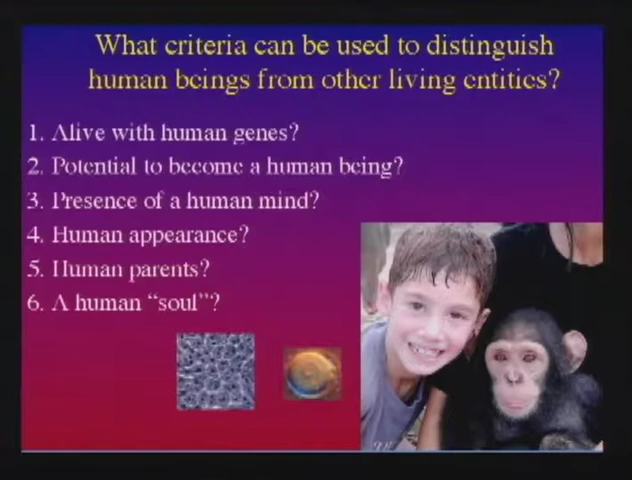 What criteria can be used to distinguish
human beings from other living entities?
1. Alive with human genes?
2. Potential to become a human being?
3. Presence of a human mind?
4. Human appearance?
5. Human parents?
6. A human “soul”?